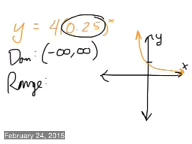 y = 4(0.25)^x
Dom: (-∞,∞)
Range:
y
x
February 24, 2015